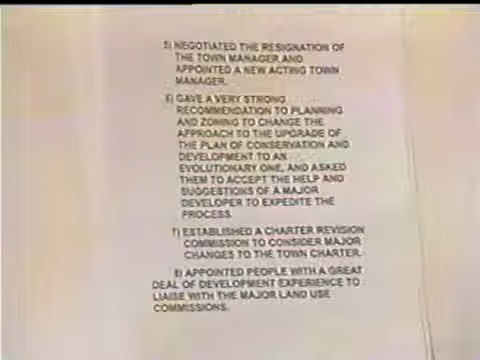 5) NEGOTIATED THE RESIGNATION OF
THE TOWN MANAGER AND
APPOINTED A NEW ACTING TOWN
MANAGER.
6) GAVE A VERY STRONG
RECOMMENDATION TO PLANNING
AND ZONING TO CHANGE THE
APPROACH TO THE UPGRADE OF
THE PLAN OF CONSERVATION AND
DEVELOPMENT TO AN
EVOLUTIONARY ONE, AND ASKED
THEM TO ACCEPT THE HELP AND
SUGGESTIONS OF A MAJOR
DEVELOPER TO EXPEDITE THE
PROCESS.
7) ESTABLISHED A CHARTER REVISION
COMMISSION TO CONSIDER MAJOR
CHANGES TO THE TOWN CHARTER.
8) APPOINTED PEOPLE WITH A GREAT
DEAL OF DEVELOPMENT EXPERIENCE TO
LIAISE WITH THE MAJOR LAND USE
COMMISSIONS.